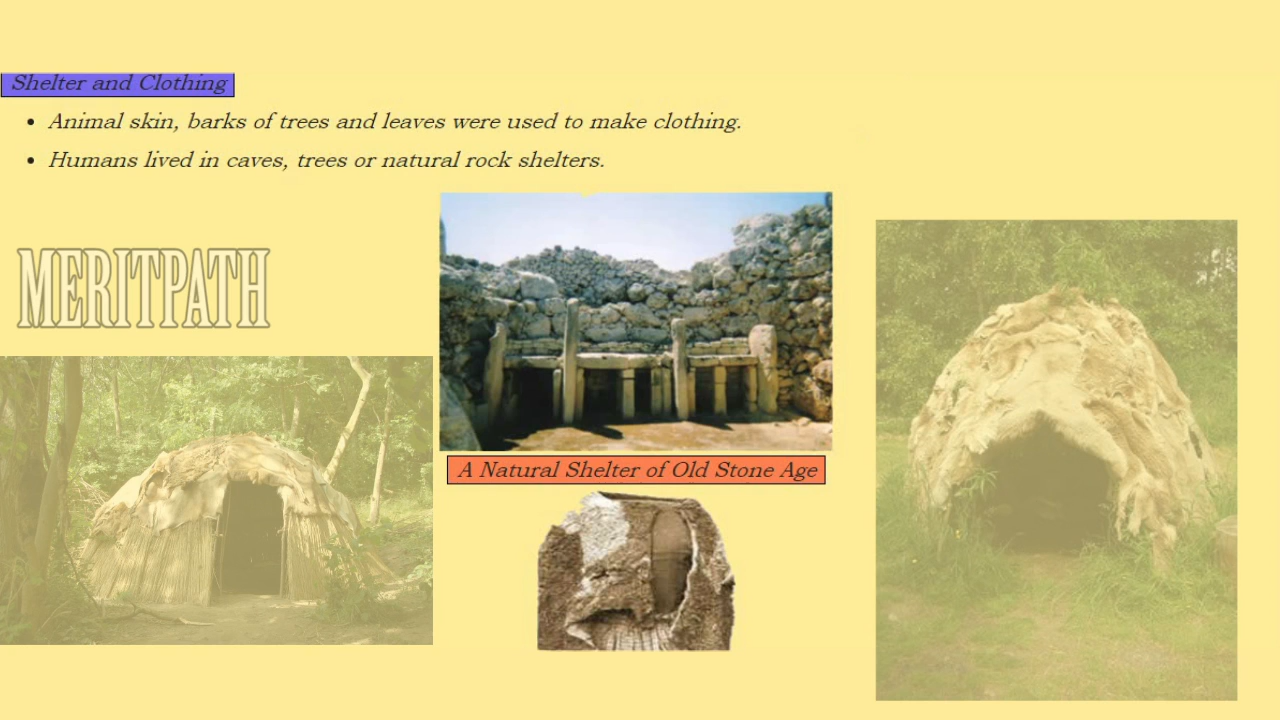 Shelter and Clothing
Animal skin, barks of trees and leaves were used to make clothing.
Humans lived in caves, trees or natural rock shelters.
MERITPATH
A Natural Shelter of Old Stone Age